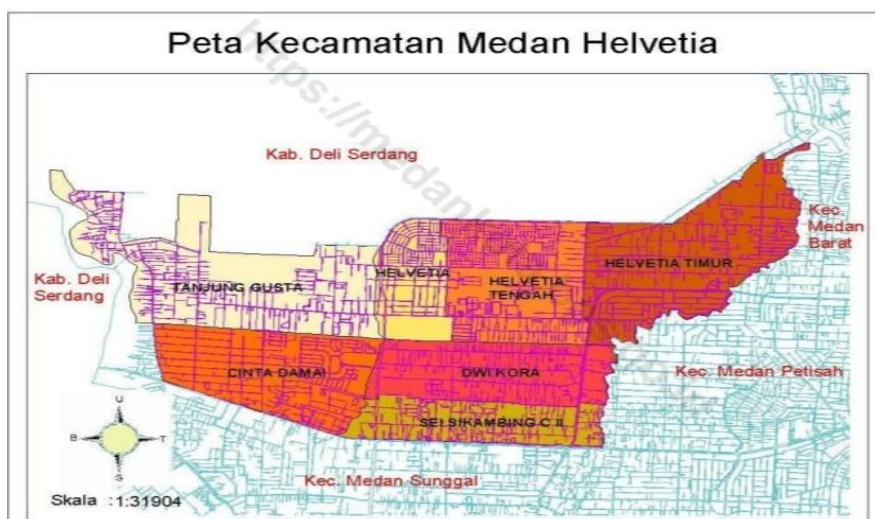 Peta Kecamatan Medan Helvetia
Kab. Deli Serdang
Kec.
Medan
Barat
HELVETIA TIMUR
HELVETIA
HELVETIA
TENGAH
Kab. Deli
Serdang
TANJUNG GUSTA
CINTA DAMAI
DWI KORA
Kec. Medan Petisah
SEI SIKAMBING C II
U
B
T
S
Kec. Medan Sunggal
Skala :1:31904